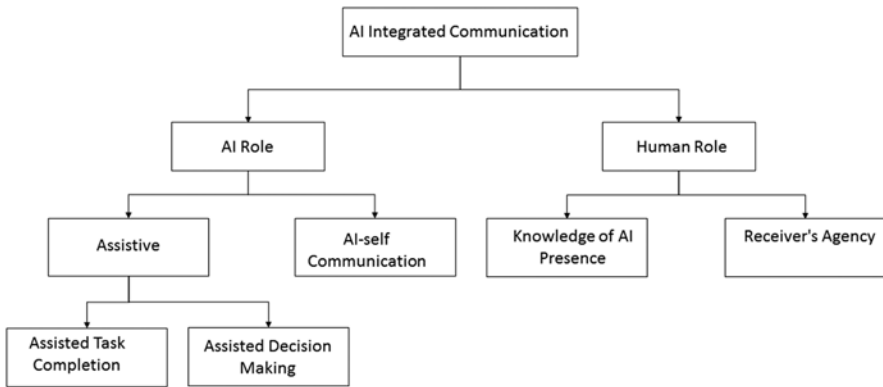 AI Integrated Communication
AI Role
Human Role
Assistive
AI-self
Communication
Knowledge of AI
Presence
Receiver's Agency
Assisted Task
Completion
Assisted Decision
Making